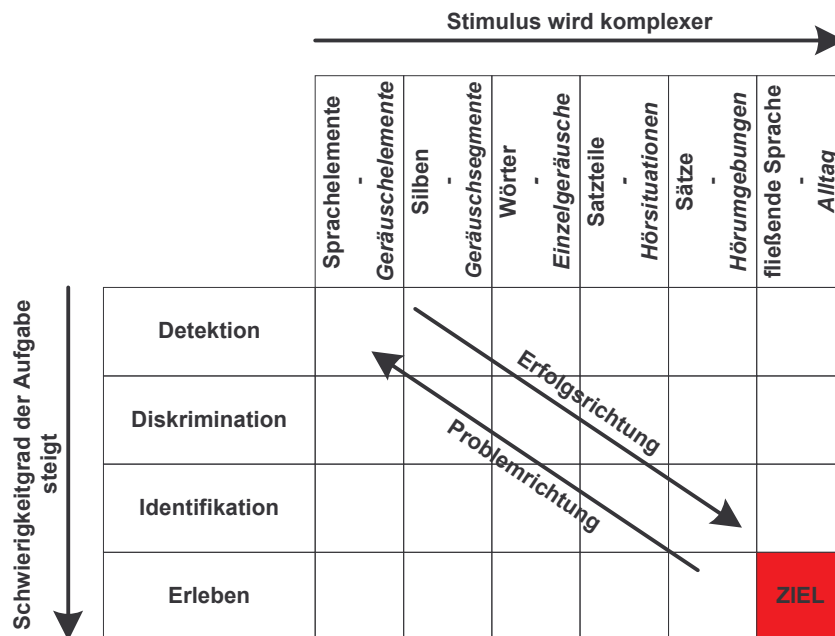 Stimulus wird komplexer
Sprachelemente
-
Geräuschelemente
Silben
-
Geräuschsegmente
Wörter
-
Einzelgeräusche
Satzteile
-
Hörsituationen
Sätze
-
Hörumgebungen
fließende Sprache
-
Alltag
Schwierigkeitgrad der Aufgabe
steigt
Detektion
Diskrimination
Identifikation
Erleben
Erfolgsrichtung
Problemrichtung
ZIEL